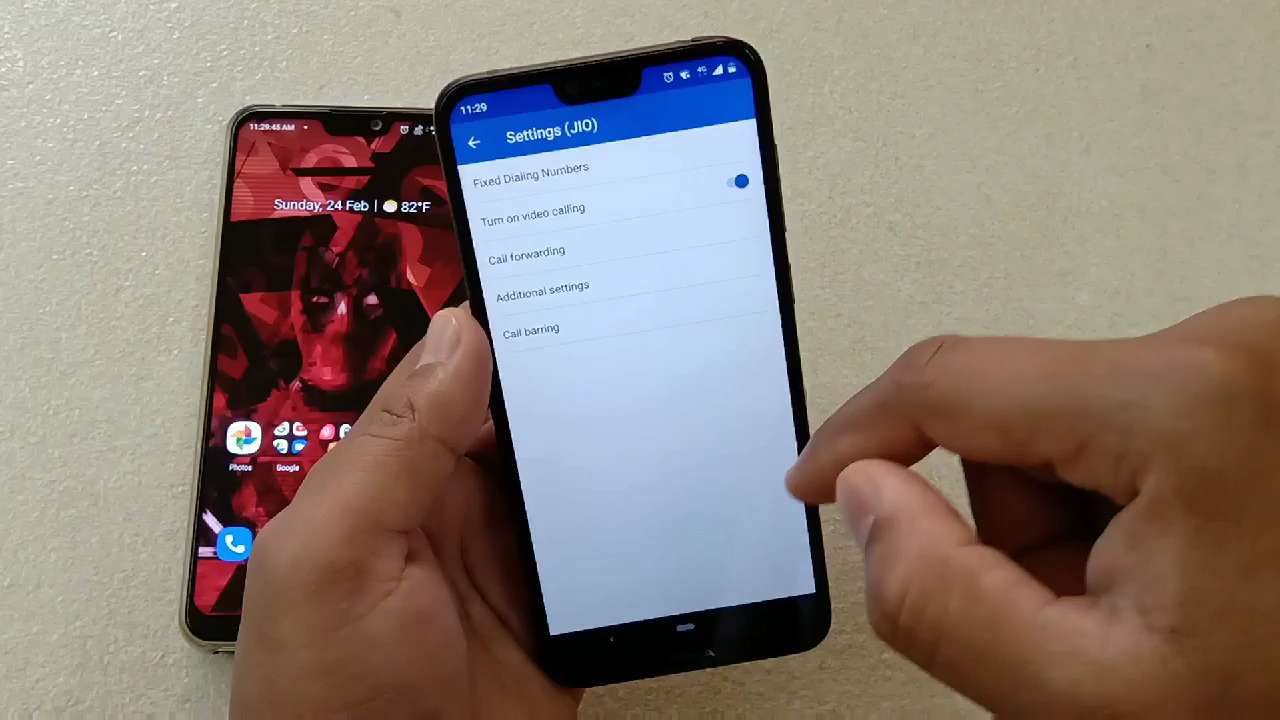 11:29:45 AM
Sunday, 24 Feb | 82°F
Photos
Google
11:29
4G
Settings (JIO)
Fixed Dialing Numbers
Turn on video calling
Call forwarding
Additional settings
Call barring